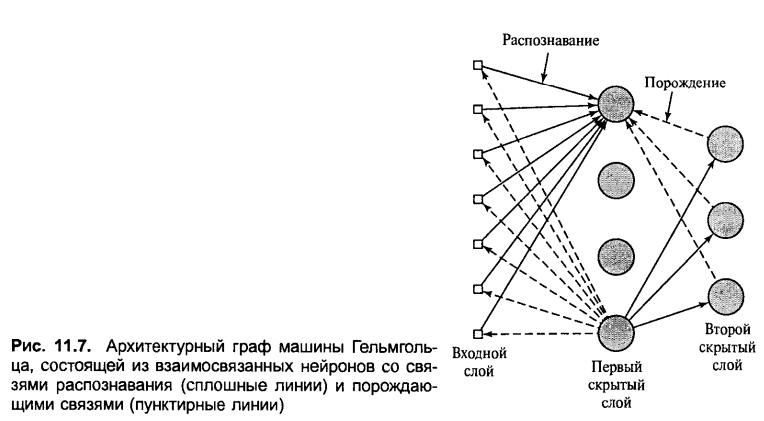 Распознавание
Порождение
Рис. 11.7. Архитектурный граф машины Гельмголь-
ца, состоящей из взаимосвязанных нейронов со свя-
зями распознавания (сплошные линии) и порождаю-
щими связями (пунктирные линии)
Входной
слой
Первый
скрытый
слой
Второй
скрытый
слой